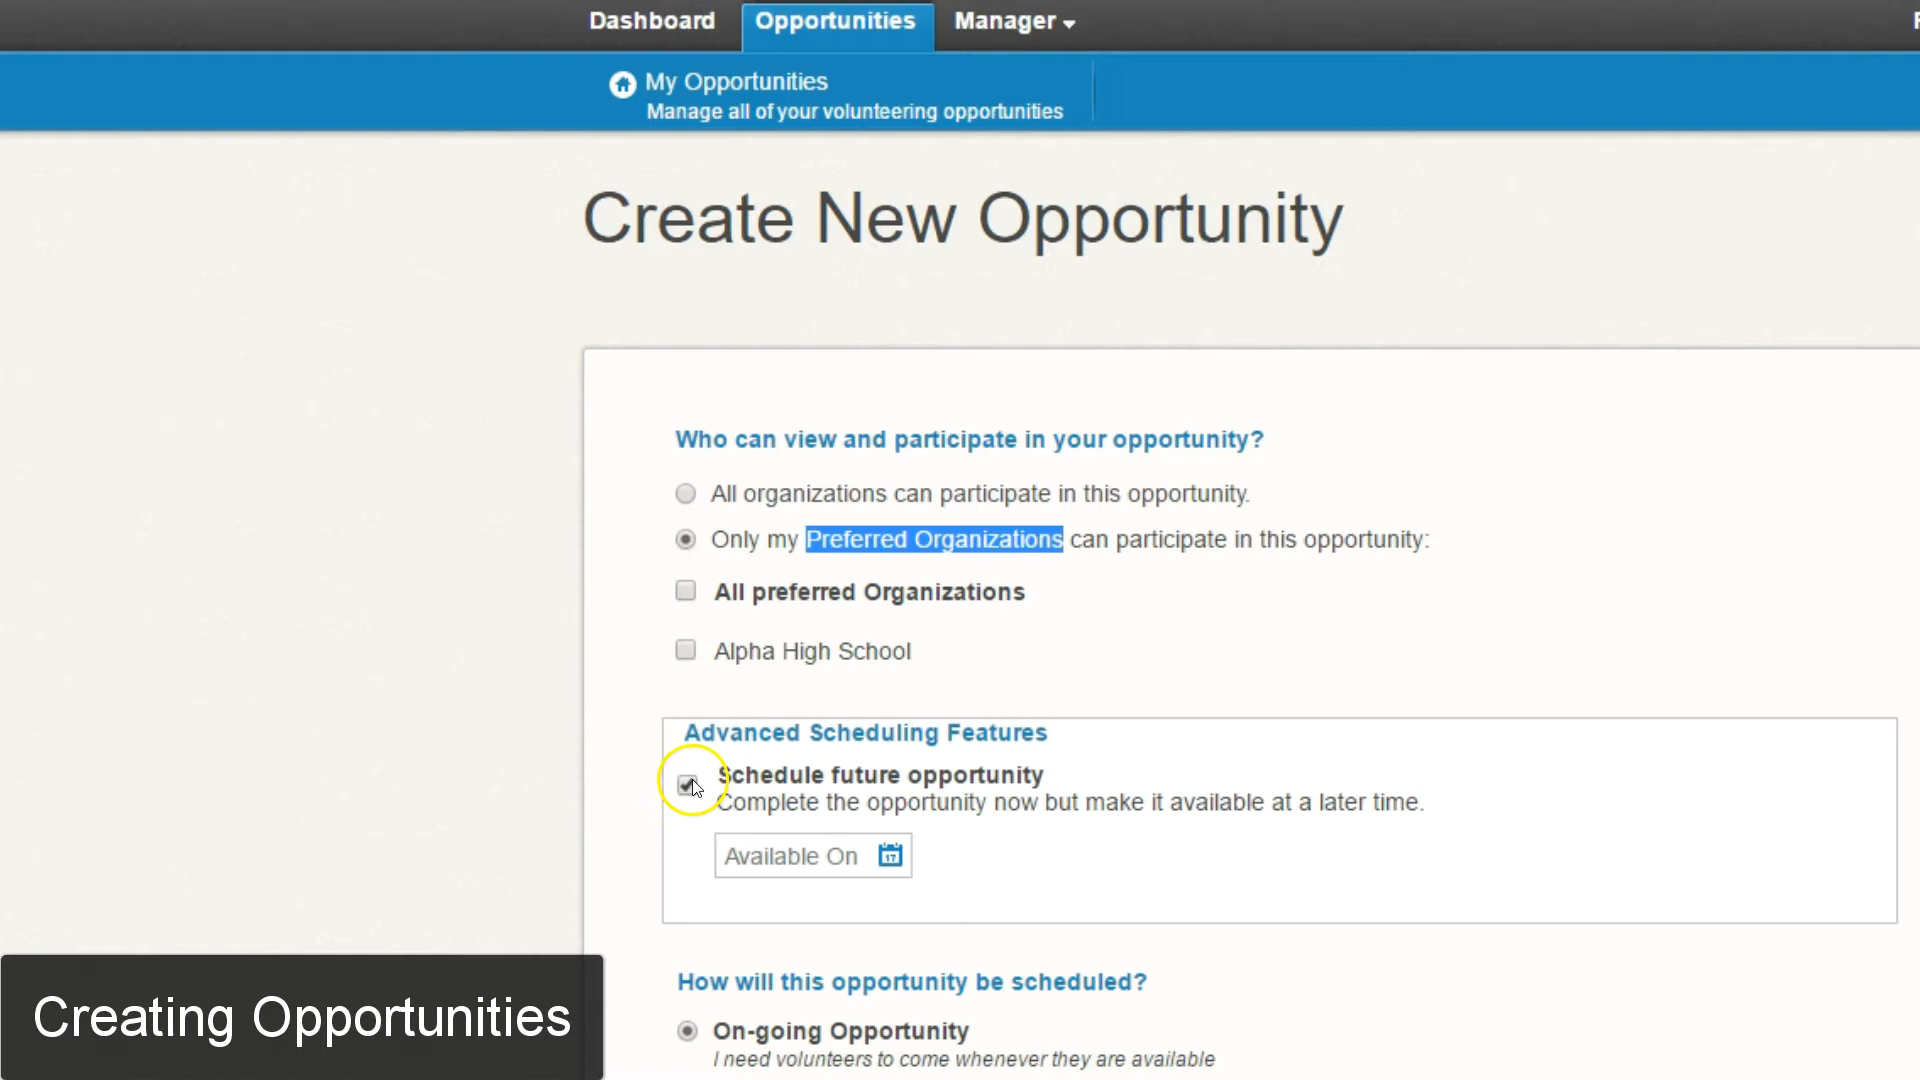 Dashboard Opportunities Manager
My Opportunities
Manage all of your volunteering opportunities
Create New Opportunity
Who can view and participate in your opportunity?
All organizations can participate in this opportunity.
Only my Preferred Organizations can participate in this opportunity:
All preferred Organizations
Alpha High School
Advanced Scheduling Features
Schedule future opportunity
Complete the opportunity now but make it available at a later time.
Available On 17
How will this opportunity be scheduled?
On-going Opportunity
I need volunteers to come whenever they are available
Creating Opportunities